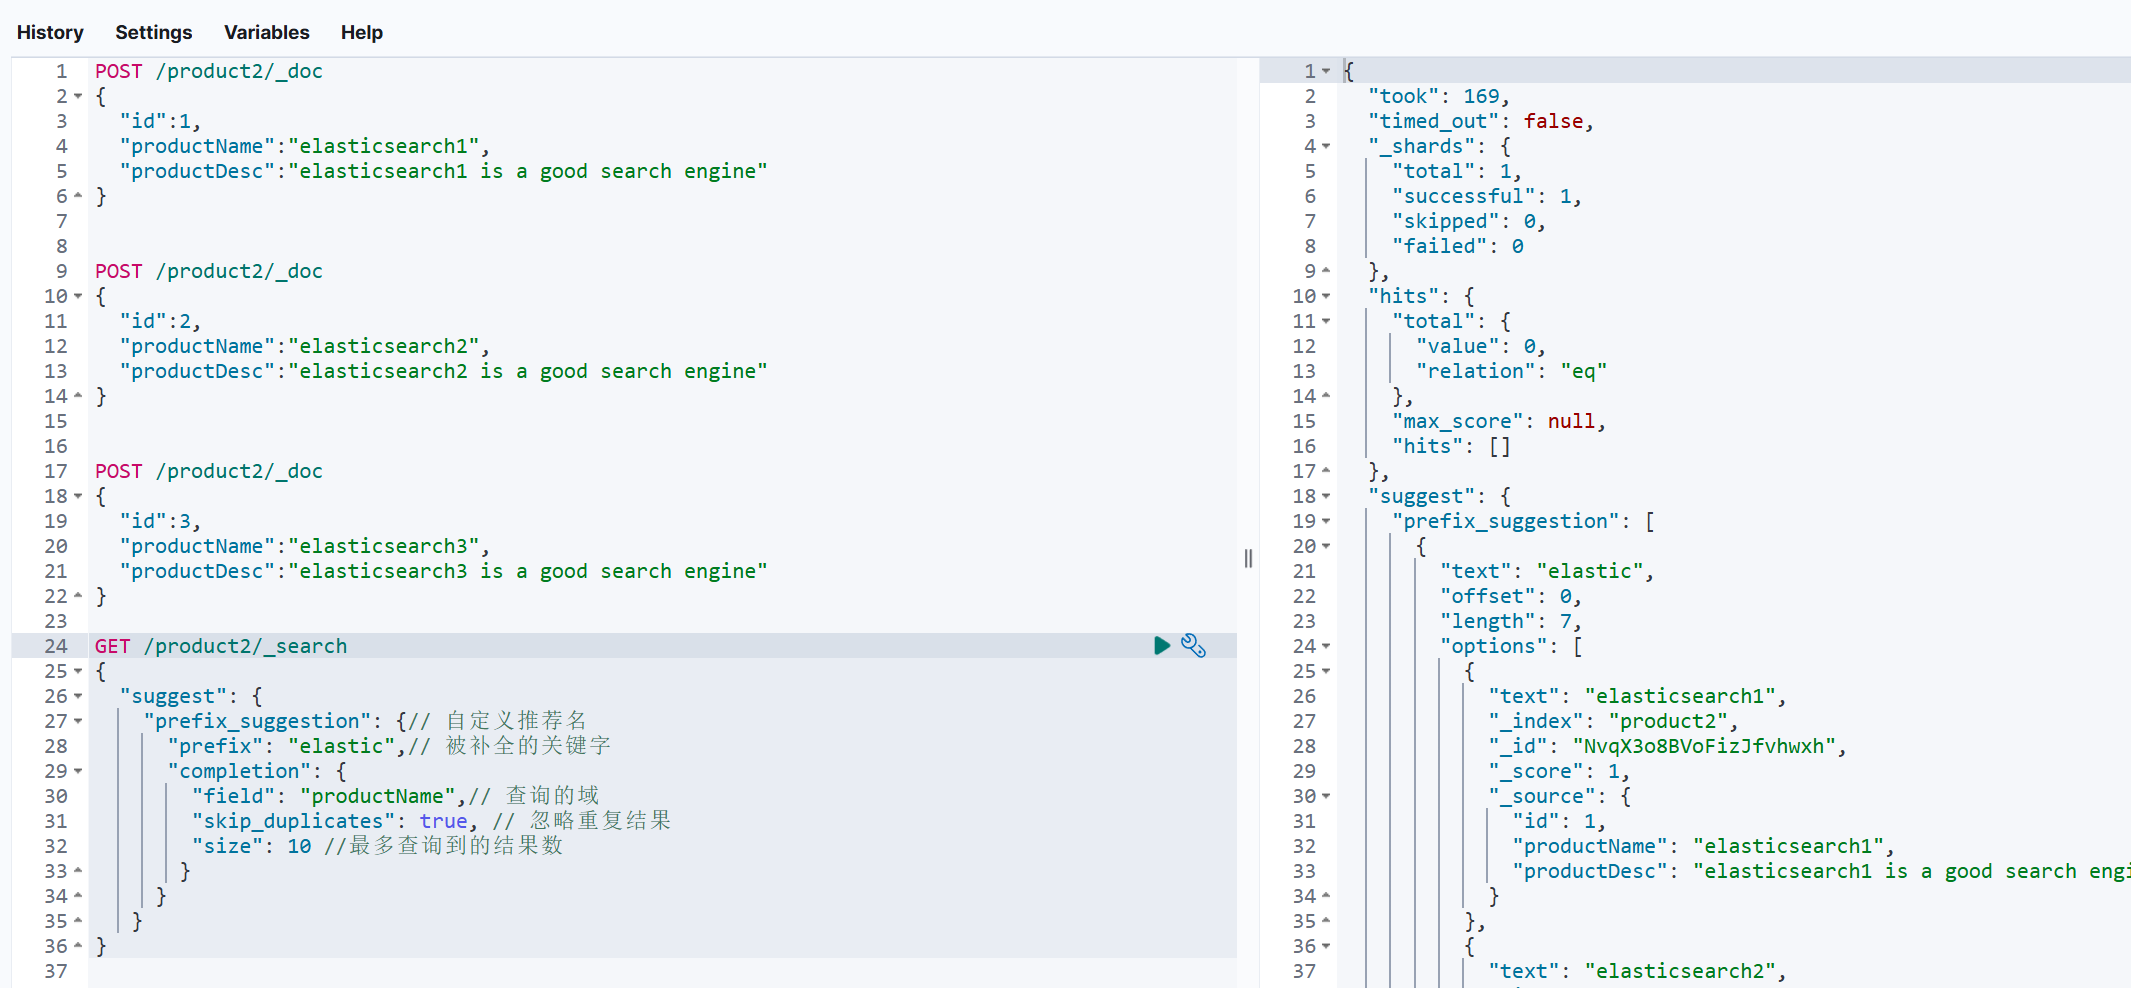 History Settings Variables Help
1 POST /product2/_doc
2 {
3 "id":1,
4 "productName":"elasticsearch1",
5 "productDesc":"elasticsearch1 is a good search engine"
6 }
7
8
9 POST /product2/_doc
10 {
11 "id":2,
12 "productName":"elasticsearch2",
13 "productDesc":"elasticsearch2 is a good search engine"
14 }
15
16
17 POST /product2/_doc
18 {
19 "id":3,
20 "productName":"elasticsearch3",
21 "productDesc":"elasticsearch3 is a good search engine"
22 }
23
24 GET /product2/_search
25 {
26 "suggest": {
27 "prefix_suggestion": {// 自定义推荐名
28 "prefix": "elastic",// 被补全的关键字
29 "completion": {
30 "field": "productName",// 查询的域
31 "skip_duplicates": true, // 忽略重复结果
32 "size": 10 //最多查询到的结果数
33 }
34 }
35 }
36 }
37
1 {
2 "took": 169,
3 "timed_out": false,
4 "_shards": {
5 "total": 1,
6 "successful": 1,
7 "skipped": 0,
8 "failed": 0
9 },
10 "hits": {
11 "total": {
12 "value": 0,
13 "relation": "eq"
14 },
15 "max_score": null,
16 "hits": []
17 },
18 "suggest": {
19 "prefix_suggestion": [
20 {
21 "text": "elastic",
22 "offset": 0,
23 "length": 7,
24 "options": [
25 {
26 "text": "elasticsearch1",
27 "_index": "product2",
28 "_id": "NvqX3o8BVoFizJfvhwxh",
29 "_score": 1,
30 "_source": {
31 "id": 1,
32 "productName": "elasticsearch1",
33 "productDesc": "elasticsearch1 is a good search engi
34 }
35 },
36 {
37 "text": "elasticsearch2",